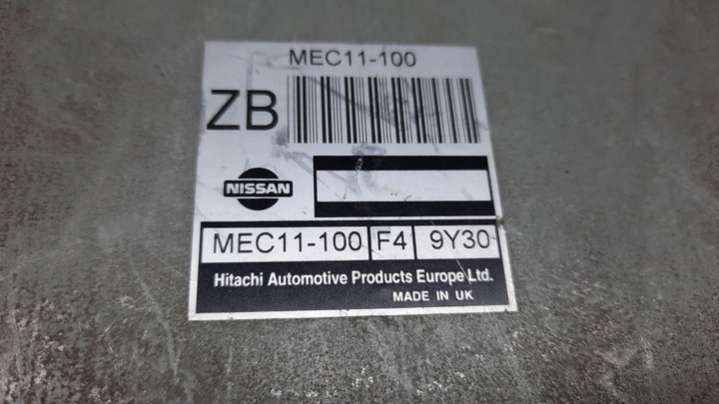 MEC11-100
ZB
NISSAN
MEC11-100 F4 9Y30
Hitachi Automotive Products Europe Ltd.
MADE IN UK